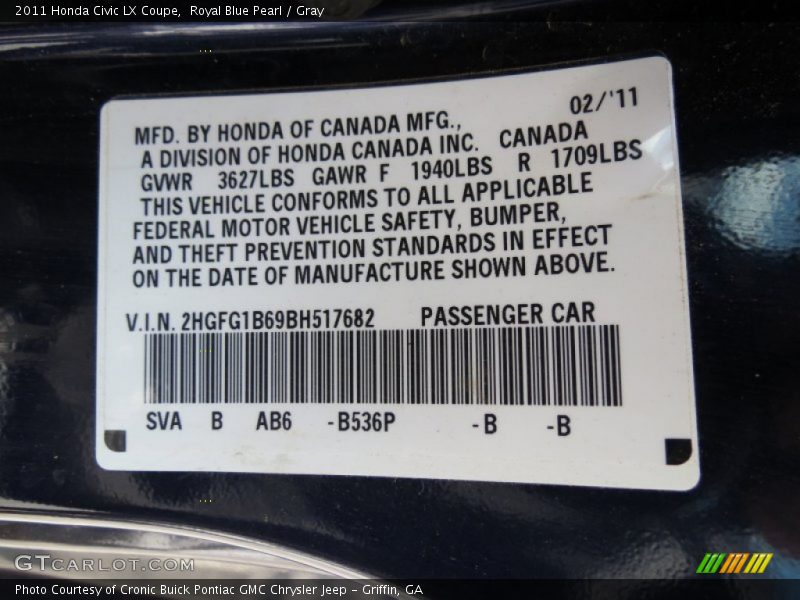 2011 Honda Civic LX Coupe, Royal Blue Pearl / Gray
02/'11
MFD. BY HONDA OF CANADA MFG.,
A DIVISION OF HONDA CANADA INC. CANADA
GVWR 3627LBS GAWR F 1940LBS R 1709LBS
THIS VEHICLE CONFORMS TO ALL APPLICABLE
FEDERAL MOTOR VEHICLE SAFETY, BUMPER,
AND THEFT PREVENTION STANDARDS IN EFFECT
ON THE DATE OF MANUFACTURE SHOWN ABOVE.
V.I.N. 2HGFG1B69BH517682 PASSENGER CAR
SVA B AB6 -B536P -B -B
GTCARLOT.COM
Photo Courtesy of Cronic Buick Pontiac GMC Chrysler Jeep - Griffin, GA